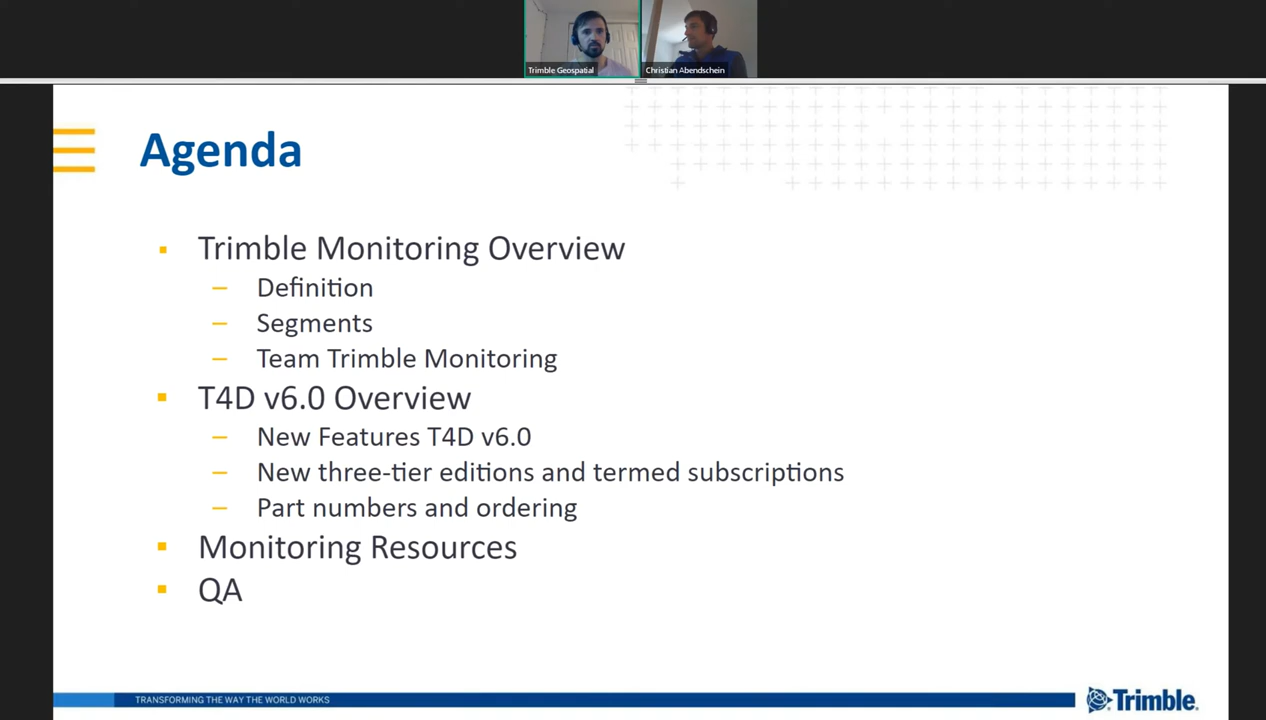 Trimble Geospatial
Christian Abendschein
Agenda
Trimble Monitoring Overview
Definition
Segments
Team Trimble Monitoring
T4D v6.0 Overview
New Features T4D v6.0
New three-tier editions and termed subscriptions
Part numbers and ordering
Monitoring Resources
QA
TRANSFORMING THE WAY THE WORLD WORKS
Trimble.